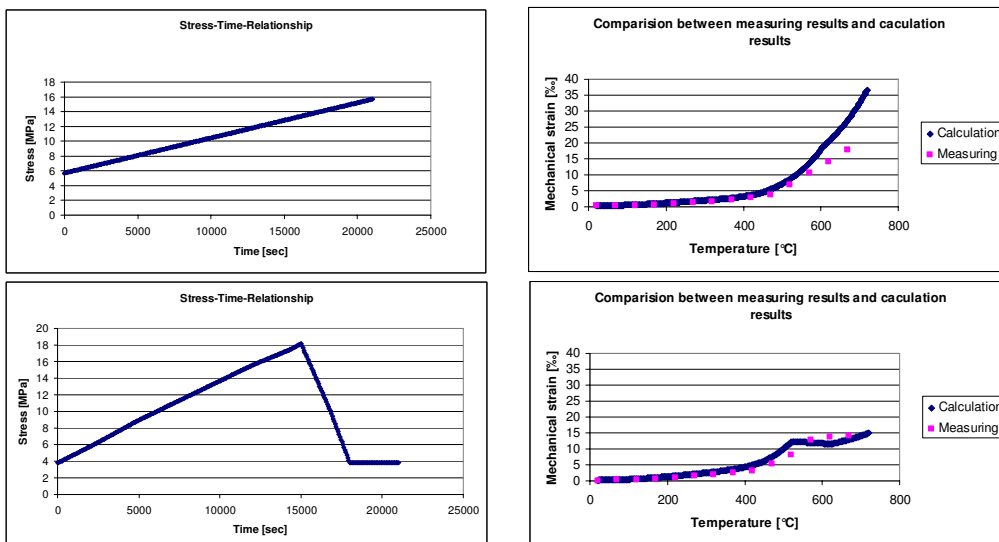 Stress-Time-Relationship
18
16
14
12
10
8
6
4
2
0
Stress [MPa]
0 5000 10000 15000 20000 25000
Time [sec]
Comparision between measuring results and caculation
results
40
35
30
25
20
15
10
5
0
Mechanical strain [‰]
0 200 400 600 800
Temperature [°C]
Calculation
Measuring
Stress-Time-Relationship
20
18
16
14
12
10
8
6
4
2
0
Stress [MPa]
0 5000 10000 15000 20000 25000
Time [sec]
Comparision between measuring results and caculation
results
40
35
30
25
20
15
10
5
0
Mechanical strain [‰]
0 200 400 600 800
Temperature [°C]
Calculation
Measuring